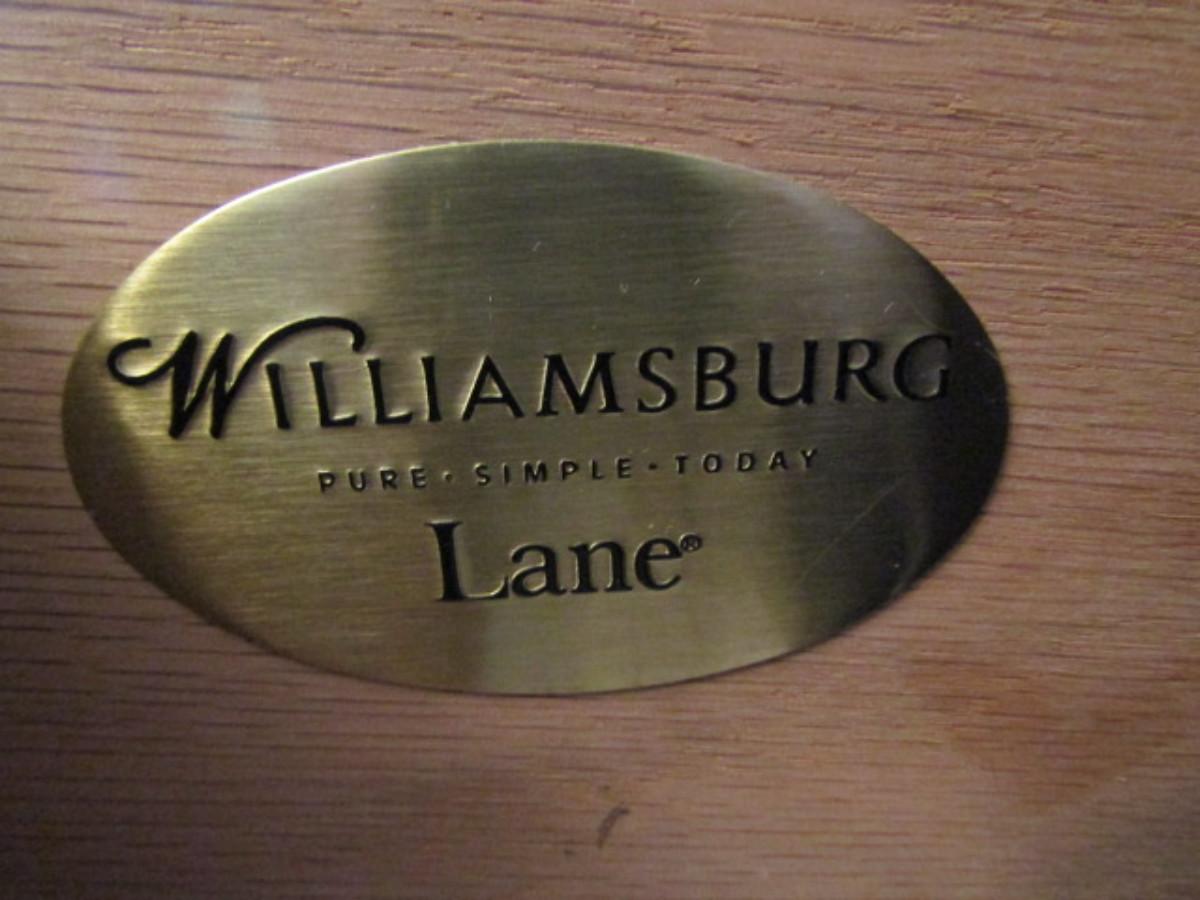 WILLIAMSBURG
PURE · SIMPLE · TODAY
Lane®